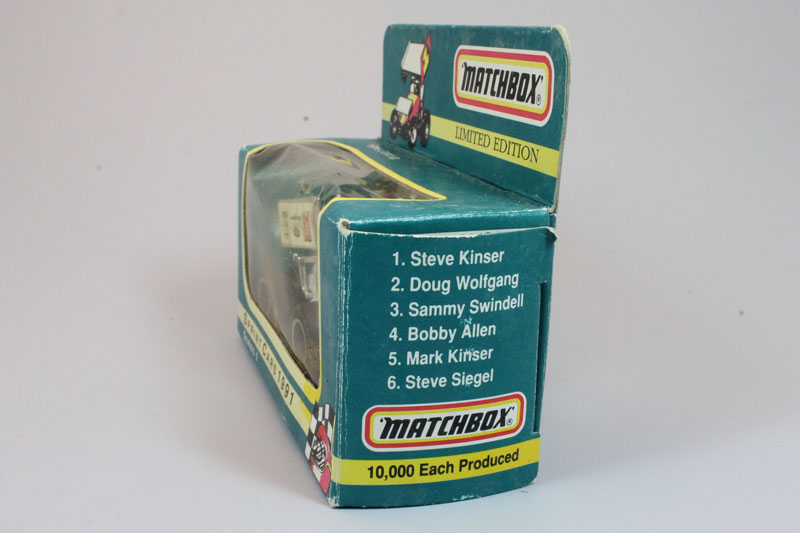 'MATCHBOX'®
LIMITED EDITION
1. Steve Kinser
2. Doug Wolfgang
3. Sammy Swindell
4. Bobby Allen
5. Mark Kinser
6. Steve Siegel
'MATCHBOX'®
10,000 Each Produced
SPRINT CARS 1991